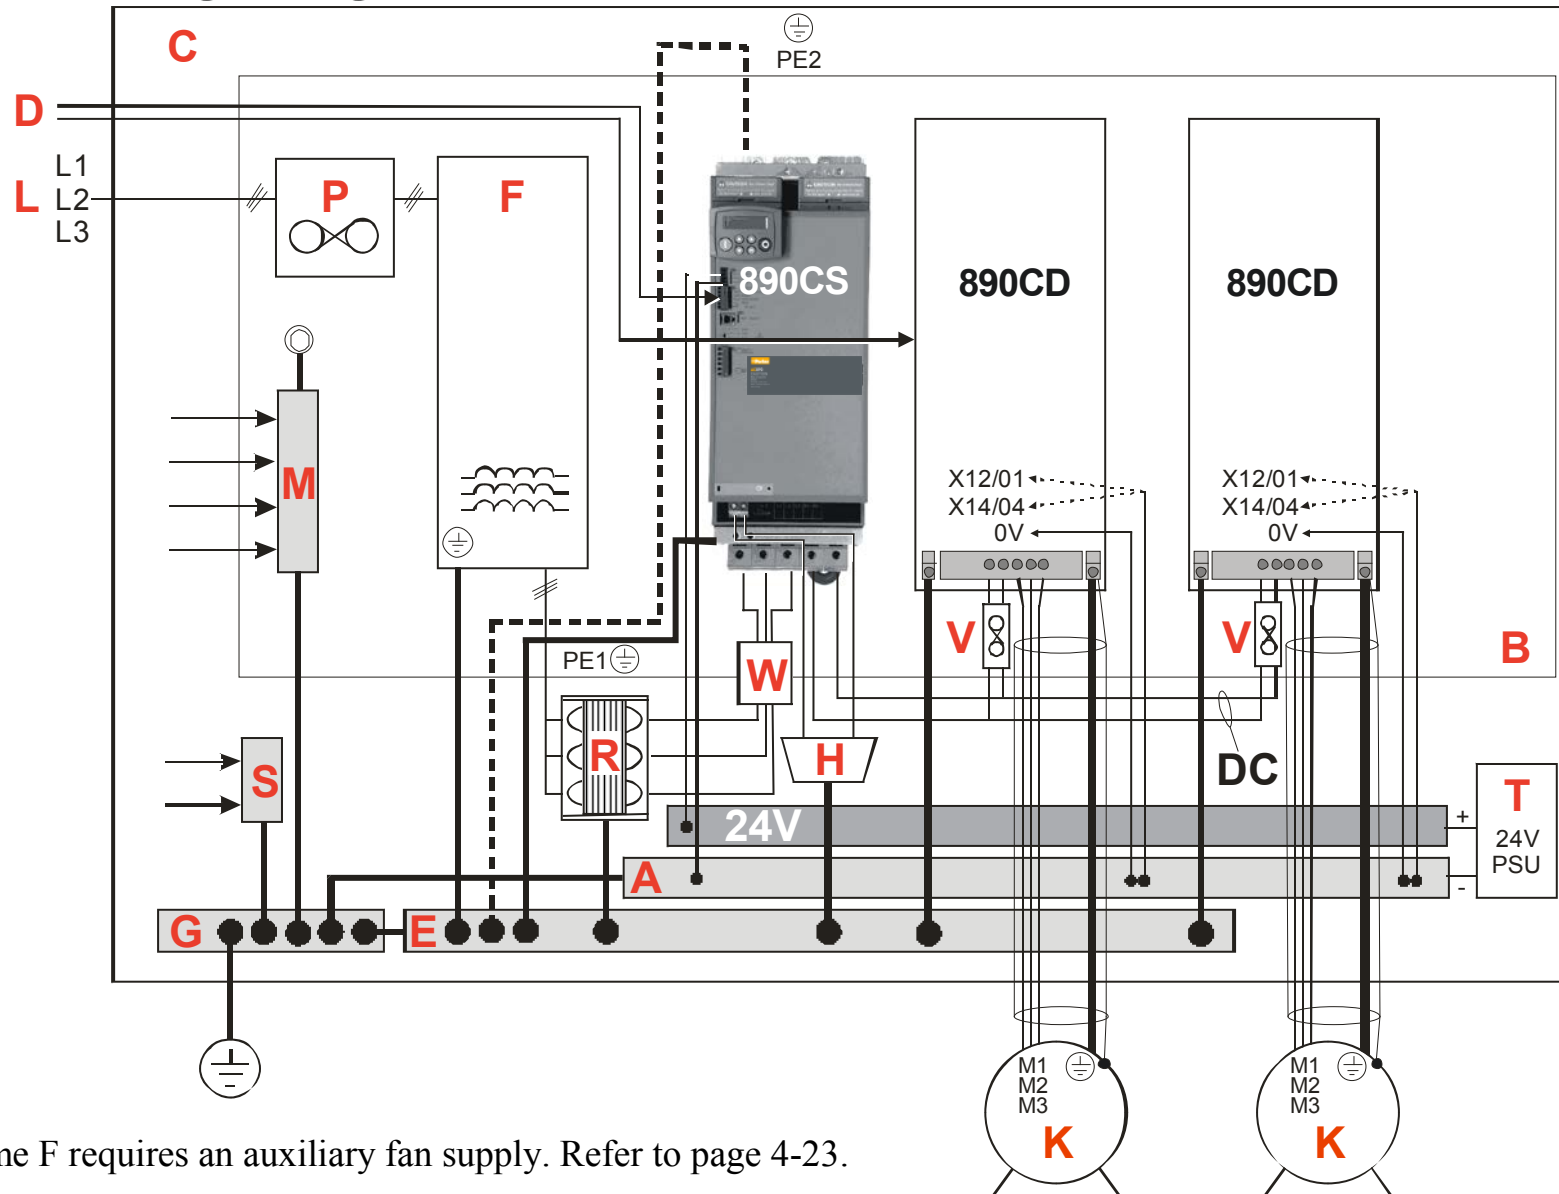 C
PE2
D
L1
L L2
L3
P
F
890CS
890CD
890CD
M
X12/01
X14/04
0V
X12/01
X14/04
0V
V
V
B
PE1
W
R
H
DC
S
T
24V
PSU
24V
+
A
-
G
E
M1
M2
M3
K
M1
M2
M3
K
me F requires an auxiliary fan supply. Refer to page 4-23.